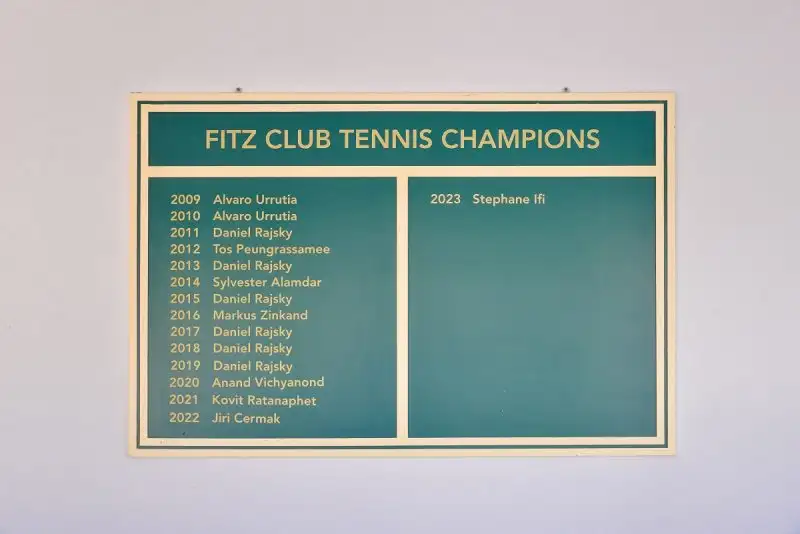 FITZ CLUB TENNIS CHAMPIONS
2009 Alvaro Urrutia
2010 Alvaro Urrutia
2011 Daniel Rajsky
2012 Tos Peungrassamee
2013 Daniel Rajsky
2014 Sylvester Alamdar
2015 Daniel Rajsky
2016 Markus Zinkand
2017 Daniel Rajsky
2018 Daniel Rajsky
2019 Daniel Rajsky
2020 Anand Vichyanond
2021 Kovit Ratanaphet
2022 Jiri Cermak
2023 Stephane Ifi